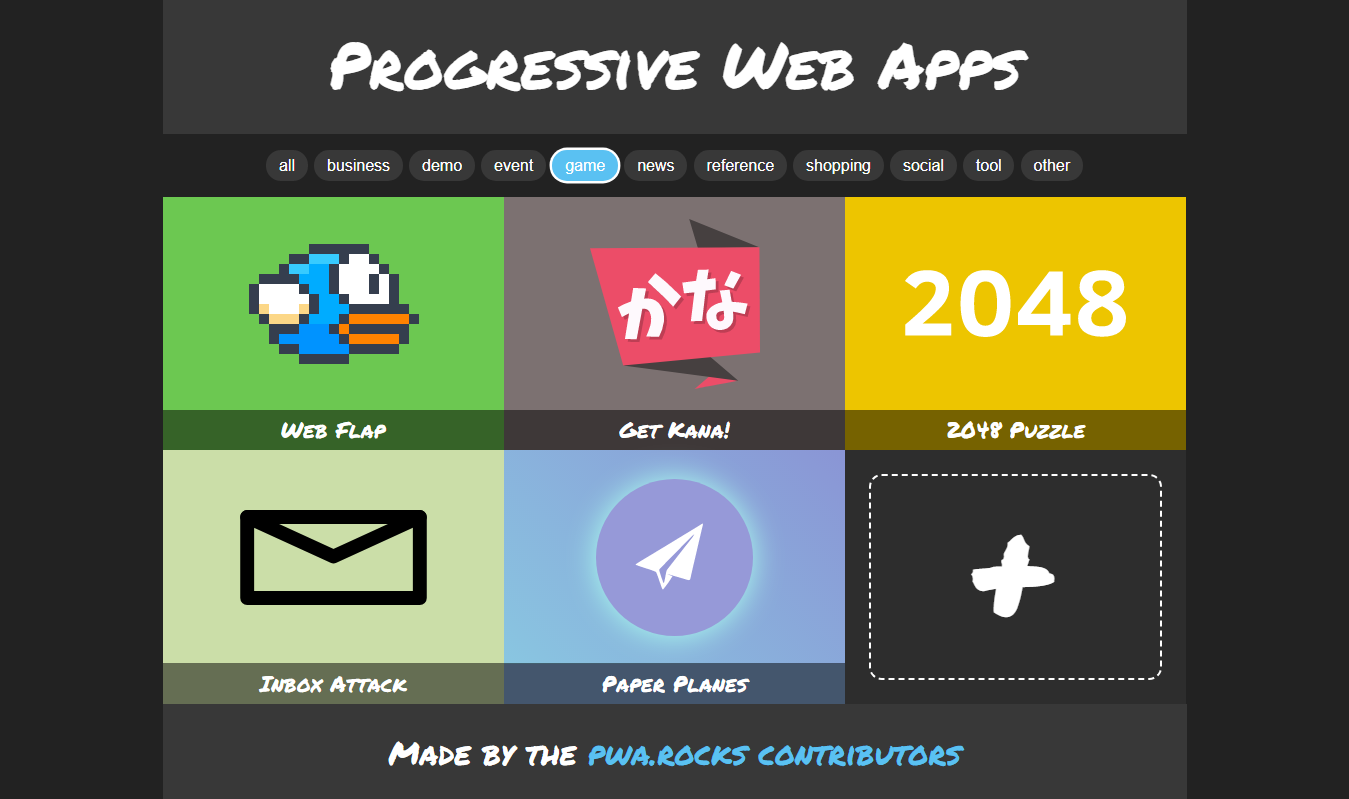 Progressive Web Apps
all business demo event game news reference shopping social tool other
かな
2048
Web Flap
Get Kana!
2048 Puzzle
Inbox Attack
Paper Planes
Made by the pwa.rocks contributors